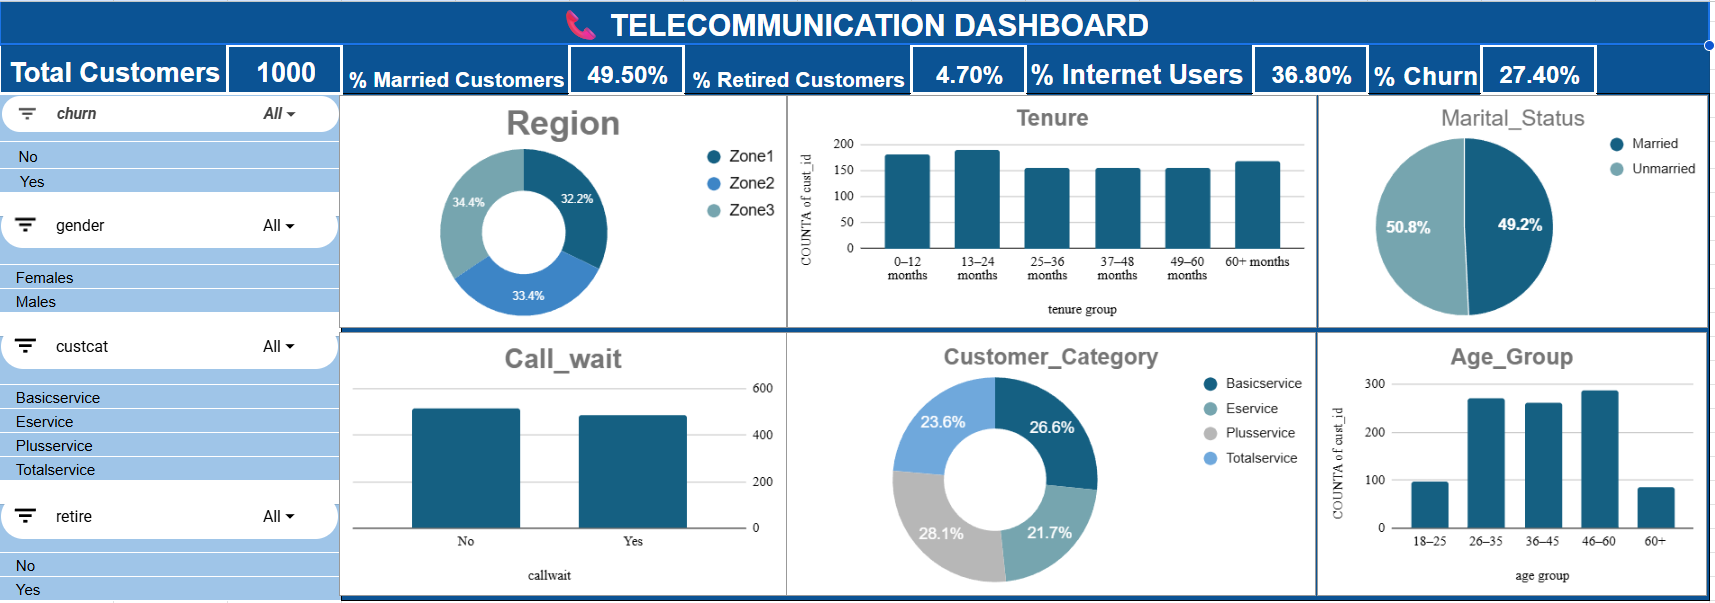 TELECOMMUNICATION DASHBOARD
Total Customers 1000 % Married Customers 49.50% % Retired Customers 4.70% % Internet Users 36.80% % Churn 27.40%
churn All
No
Yes
gender All
Females
Males
custcat All
Basicservice
Eservice
Plusservice
Totalservice
retire All
No
Yes
Region
32.2%
34.4%
33.4%
Zone1
Zone2
Zone3
Tenure
COUNTA of cust_id
200
150
100
50
0
0–12 months
13–24 months
25–36 months
37–48 months
49–60 months
60+ months
tenure group
Marital_Status
50.8%
49.2%
Married
Unmarried
Call_wait
600
400
200
0
No
Yes
callwait
Customer_Category
23.6%
26.6%
28.1%
21.7%
Basicservice
Eservice
Plusservice
Totalservice
Age_Group
COUNTA of cust_id
300
200
100
0
18–25
26–35
36–45
46–60
60+
age group